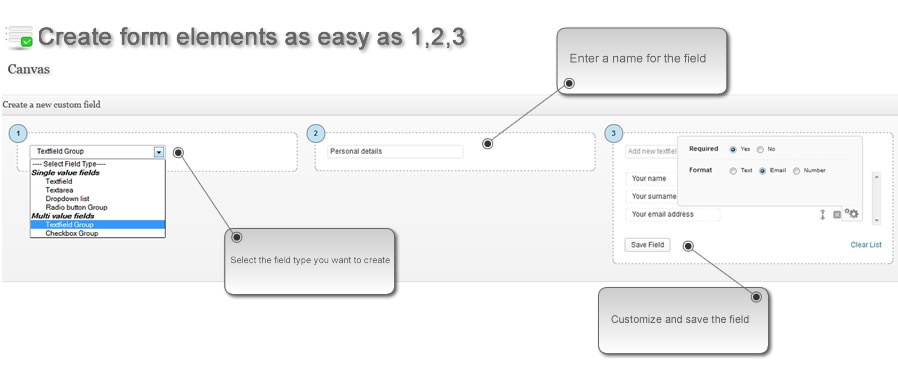 Create form elements as easy as 1,2,3
Canvas
Enter a name for the field
Create a new custom field
1
Textfield Group
---- Select Field Type----
Single value fields
Textfield
Textarea
Dropdown list
Radio button Group
Multi value fields
Textfield Group
Checkbox Group
Select the field type you want to create
2
Personal details
3
Add new textfiel
Required Yes No
Format Text Email Number
Your name
Your surname
Your email address
Save Field Clear List
Customize and save the field